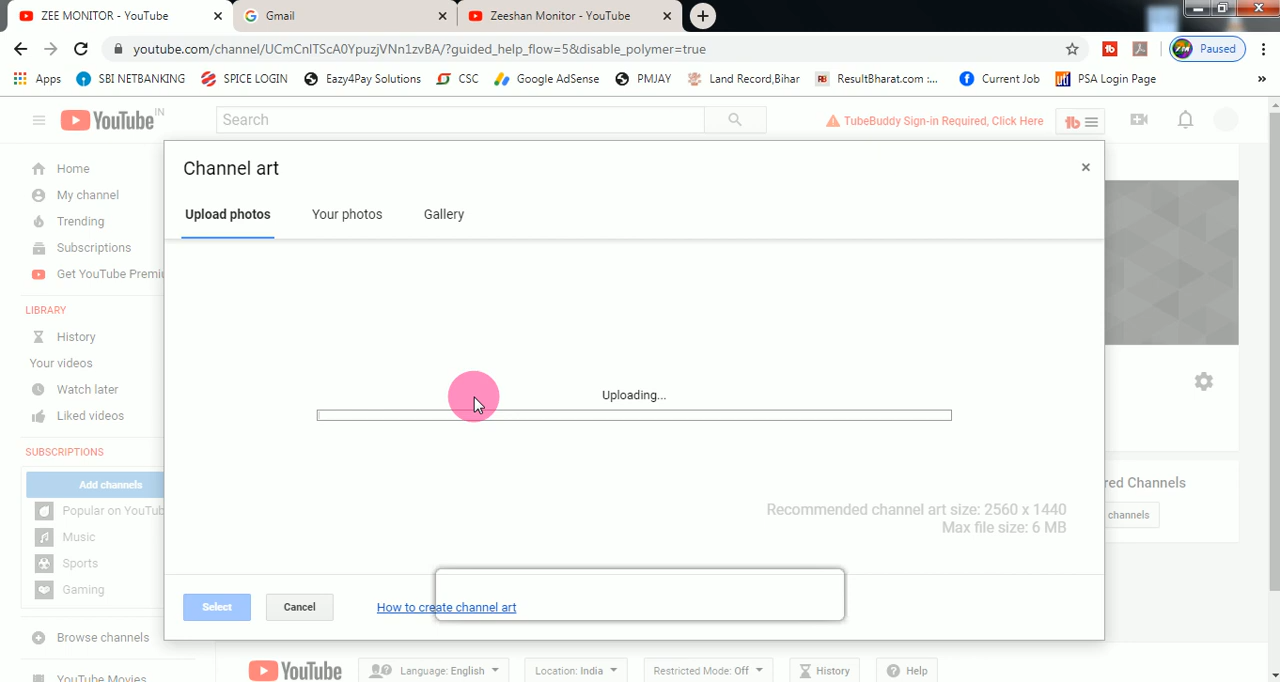 ZEE MONITOR - YouTube
Gmail
Zeeshan Monitor - YouTube
youtube.com/channel/UCmCnITScA0YpuzjVNn1zvBA/?guided_help_flow=5&disable_polymer=true
Paused
Apps
SBI NETBANKING
SPICE LOGIN
Eazy4Pay Solutions
CSC
Google AdSense
PMJAY
Land Record,Bihar
ResultBharat.com :...
Current Job
PSA Login Page
YouTube IN
Search
TubeBuddy Sign-in Required, Click Here
Channel art
Home
My channel
Trending
Subscriptions
Get YouTube Premiu
Upload photos
Your photos
Gallery
LIBRARY
History
Your videos
Watch later
Liked videos
Uploading...
SUBSCRIPTIONS
Add channels
Popular on YouTub
Music
Sports
Gaming
red Channels
channels
Recommended channel art size: 2560 x 1440
Max file size: 6 MB
Select
Cancel
How to create channel art
Browse channels
YouTube Movies
YouTube
Language: English
Location: India
Restricted Mode: Off
History
Help